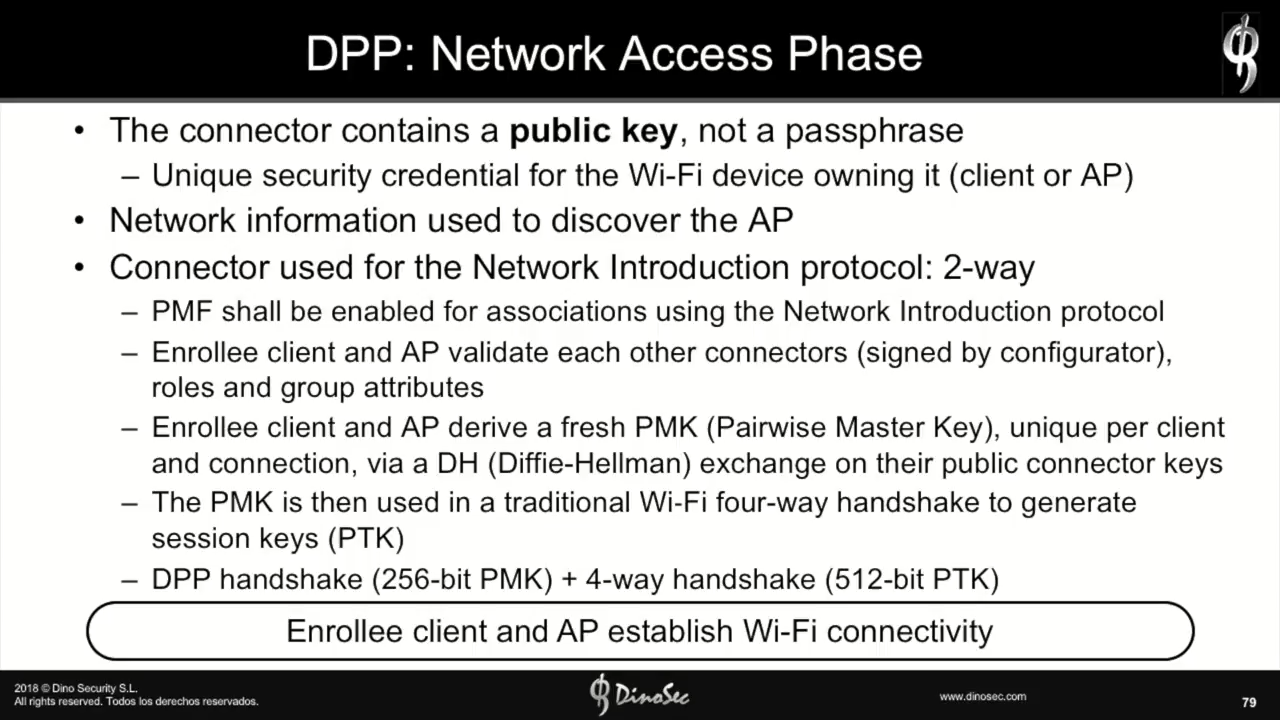 DPP: Network Access Phase
• The connector contains a public key, not a passphrase
– Unique security credential for the Wi-Fi device owning it (client or AP)
• Network information used to discover the AP
• Connector used for the Network Introduction protocol: 2-way
– PMF shall be enabled for associations using the Network Introduction protocol
– Enrollee client and AP validate each other connectors (signed by configurator),
roles and group attributes
– Enrollee client and AP derive a fresh PMK (Pairwise Master Key), unique per client
and connection, via a DH (Diffie-Hellman) exchange on their public connector keys
– The PMK is then used in a traditional Wi-Fi four-way handshake to generate
session keys (PTK)
– DPP handshake (256-bit PMK) + 4-way handshake (512-bit PTK)
Enrollee client and AP establish Wi-Fi connectivity
2018 © Dino Security S.L.
All rights reserved. Todos los derechos reservados.
DinoSec
www.dinosec.com
79